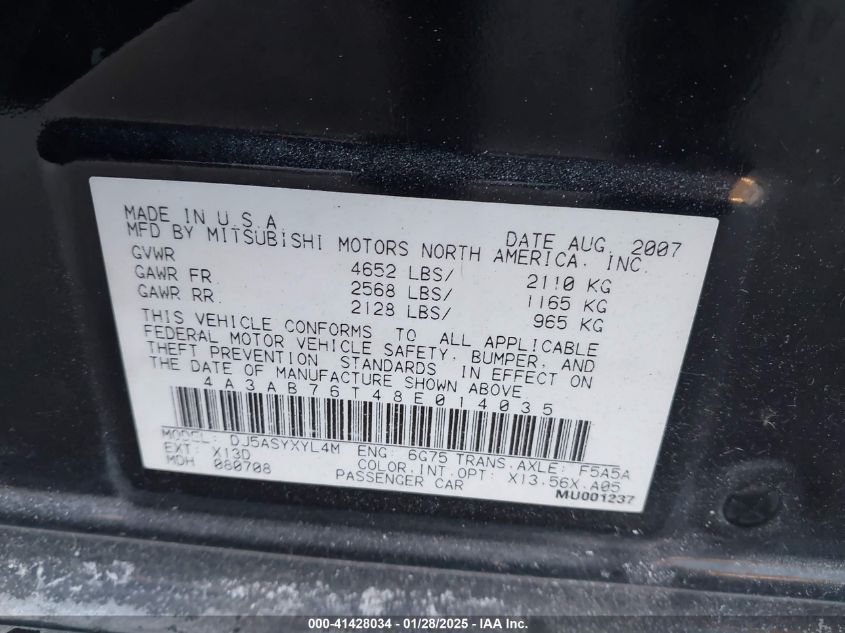 MADE IN U.S.A. DATE AUG, 2007
MFD BY MITSUBISHI MOTORS NORTH AMERICA, INC.
GVWR 4652 LBS/ 2110 KG
GAWR FR. 2568 LBS/ 1165 KG
GAWR RR. 2128 LBS/ 965 KG
THIS VEHICLE CONFORMS TO ALL APPLICABLE
FEDERAL MOTOR VEHICLE SAFETY, BUMPER, AND
THEFT PREVENTION STANDARDS IN EFFECT ON
THE DATE OF MANUFACTURE SHOWN ABOVE
4A3AB76T48E014035
MODEL: DJ5ASYXYL4M ENG: 6G75 TRANS.AXLE: F5A5A
EXT: X13D COLOR.INT.OPT: X13.56X.A05
MDH 080708 PASSENGER CAR
MU001237
000-41428034 - 01/28/2025 - IAA Inc.